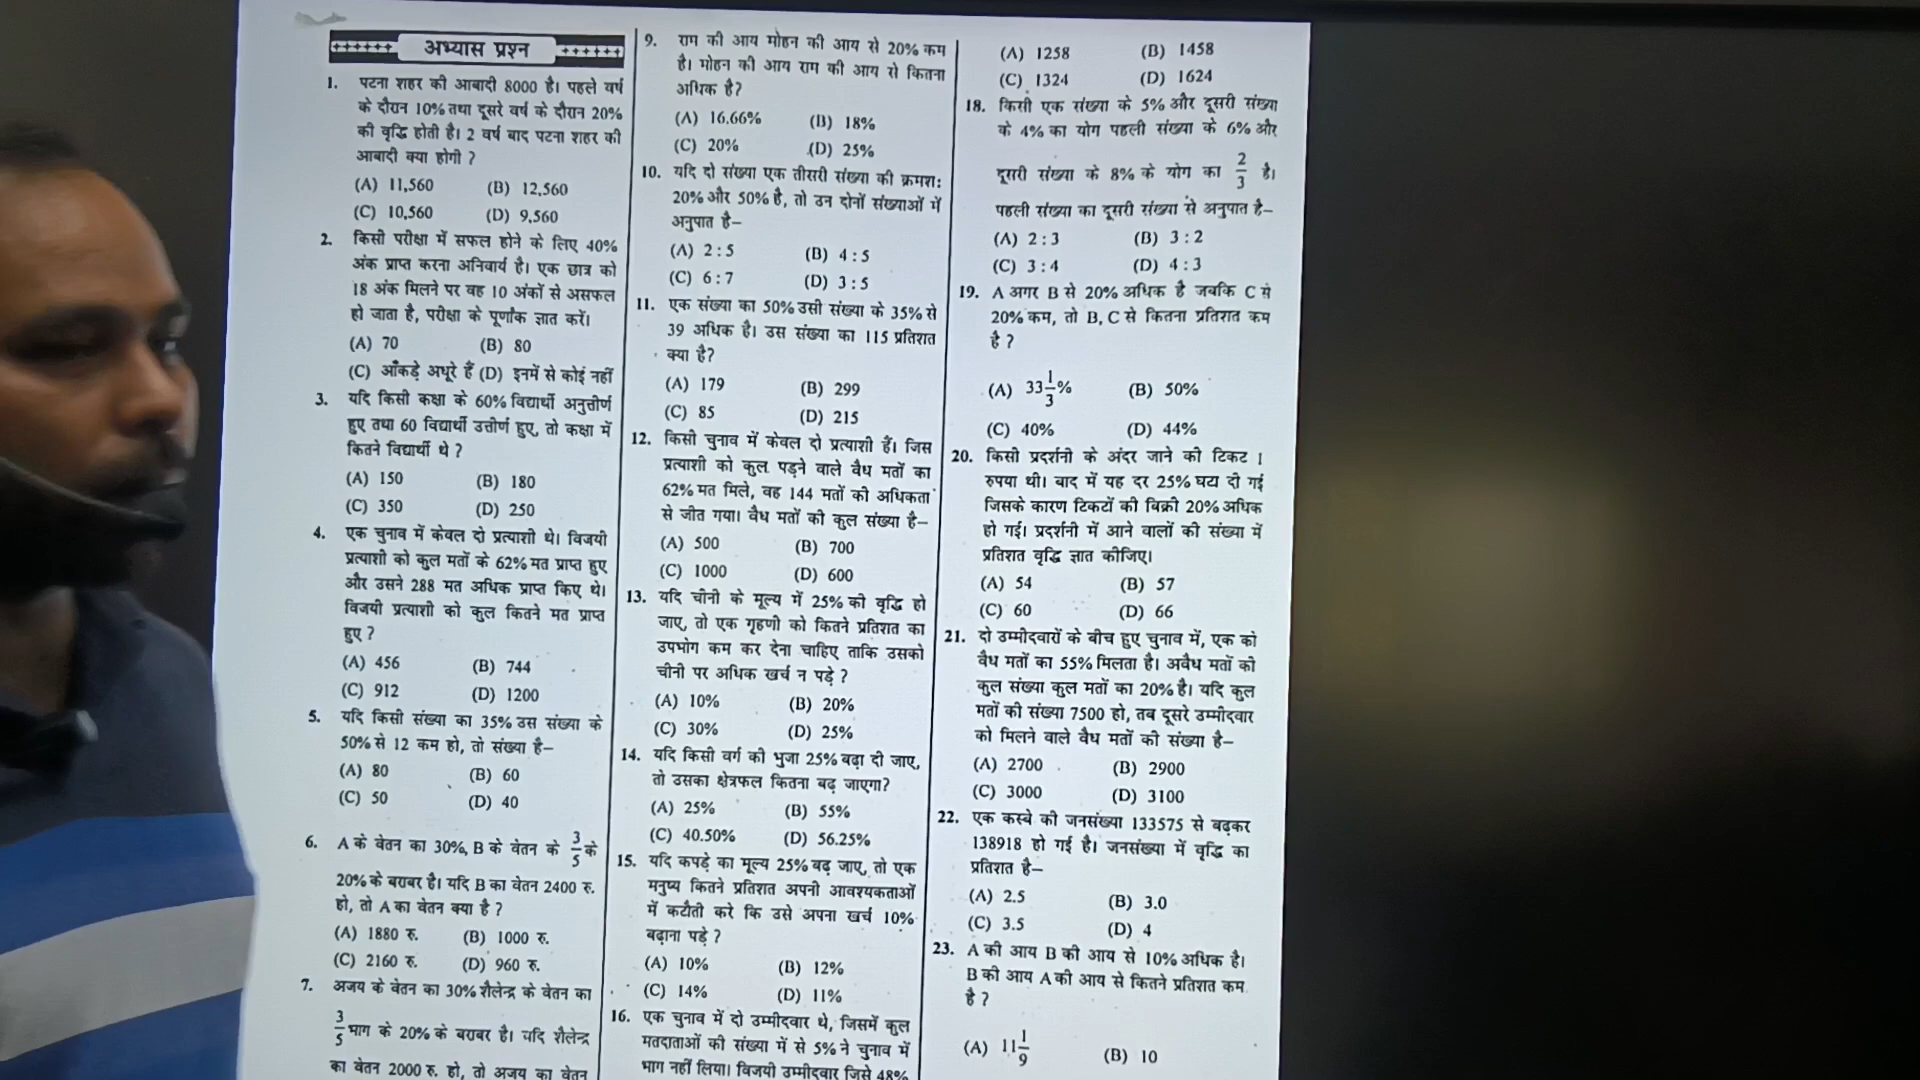 अभ्यास प्रश्न
1. पटना शहर की आबादी 8000 है। पहले वर्ष
के दौरान 10% तथा दूसरे वर्ष के दौरान 20%
की वृद्धि होती है। 2 वर्ष बाद पटना शहर की
आबादी क्या होगी ?
(A) 11,560 (B) 12,560
(C) 10,560 (D) 9,560
2. किसी परीक्षा में सफल होने के लिए 40%
अंक प्राप्त करना अनिवार्य है। एक छात्र को
18 अंक मिलने पर वह 10 अंकों से असफल
हो जाता है, परीक्षा के पूर्णांक ज्ञात करें।
(A) 70 (B) 80
(C) आँकड़े अधूरे हैं (D) इनमें से कोई नहीं
3. यदि किसी कक्षा के 60% विद्यार्थी अनुत्तीर्ण
हुए तथा 60 विद्यार्थी उत्तीर्ण हुए, तो कक्षा में
कितने विद्यार्थी थे ?
(A) 150 (B) 180
(C) 350 (D) 250
4. एक चुनाव में केवल दो प्रत्याशी थे। विजयी
प्रत्याशी को कुल मतों के 62% मत प्राप्त हुए
और उसने 288 मत अधिक प्राप्त किए थे।
विजयी प्रत्याशी को कुल कितने मत प्राप्त
हुए ?
(A) 456 (B) 744
(C) 912 (D) 1200
5. यदि किसी संख्या का 35% उस संख्या के
50% से 12 कम हो, तो संख्या है–
(A) 80 (B) 60
(C) 50 (D) 40
6. A के वेतन का 30%, B के वेतन के 3/5 के
20% के बराबर है। यदि B का वेतन 2400 रु.
हो, तो A का वेतन क्या है ?
(A) 1880 रु. (B) 1000 रु.
(C) 2160 रु. (D) 960 रु.
7. अजय के वेतन का 30% शैलेन्द्र के वेतन का
3/5 भाग के 20% के बराबर है। यदि शैलेन्द्र
का वेतन 2000 रु. हो, तो अजय का वेतन
9. राम की आय मोहन की आय से 20% कम
है। मोहन की आय राम की आय से कितना
अधिक है?
(A) 16.66% (B) 18%
(C) 20% (D) 25%
10. यदि दो संख्या एक तीसरी संख्या की क्रमशः
20% और 50% है, तो उन दोनों संख्याओं में
अनुपात है–
(A) 2 : 5 (B) 4 : 5
(C) 6 : 7 (D) 3 : 5
11. एक संख्या का 50% उसी संख्या के 35% से
39 अधिक है। उस संख्या का 115 प्रतिशत
क्या है?
(A) 179 (B) 299
(C) 85 (D) 215
12. किसी चुनाव में केवल दो प्रत्याशी हैं। जिस
प्रत्याशी को कुल पड़ने वाले वैध मतों का
62% मत मिले, वह 144 मतों की अधिकता
से जीत गया। वैध मतों की कुल संख्या है–
(A) 500 (B) 700
(C) 1000 (D) 600
13. यदि चीनी के मूल्य में 25% की वृद्धि हो
जाए, तो एक गृहणी को कितने प्रतिशत का
उपभोग कम कर देना चाहिए ताकि उसको
चीनी पर अधिक खर्च न पड़े ?
(A) 10% (B) 20%
(C) 30% (D) 25%
14. यदि किसी वर्ग की भुजा 25% बढ़ा दी जाए,
तो उसका क्षेत्रफल कितना बढ़ जाएगा?
(A) 25% (B) 55%
(C) 40.50% (D) 56.25%
15. यदि कपड़े का मूल्य 25% बढ़ जाए, तो एक
मनुष्य कितने प्रतिशत अपनी आवश्यकताओं
में कटौती करे कि उसे अपना खर्च 10%
बढ़ाना पड़े ?
(A) 10% (B) 12%
(C) 14% (D) 11%
16. एक चुनाव में दो उम्मीदवार थे, जिसमें कुल
मतदाताओं की संख्या में से 5% ने चुनाव में
भाग नहीं लिया। विजयी उम्मीदवार जिसे 48%
(A) 1258 (B) 1458
(C) 1324 (D) 1624
18. किसी एक संख्या के 5% और दूसरी संख्या
के 4% का योग पहली संख्या के 6% और
दूसरी संख्या के 8% के योग का 2/3 है।
पहली संख्या का दूसरी संख्या से अनुपात है–
(A) 2 : 3 (B) 3 : 2
(C) 3 : 4 (D) 4 : 3
19. A अगर B से 20% अधिक है जबकि C से
20% कम, तो B, C से कितना प्रतिशत कम
है ?
(A) 33 1/3% (B) 50%
(C) 40% (D) 44%
20. किसी प्रदर्शनी के अंदर जाने की टिकट 1
रुपया थी। बाद में यह दर 25% घटा दी गई
जिसके कारण टिकटों की बिक्री 20% अधिक
हो गई। प्रदर्शनी में आने वालों की संख्या में
प्रतिशत वृद्धि ज्ञात कीजिए।
(A) 54 (B) 57
(C) 60 (D) 66
21. दो उम्मीदवारों के बीच हुए चुनाव में, एक को
वैध मतों का 55% मिलता है। अवैध मतों की
कुल संख्या कुल मतों का 20% है। यदि कुल
मतों की संख्या 7500 हो, तब दूसरे उम्मीदवार
को मिलने वाले वैध मतों की संख्या है–
(A) 2700 (B) 2900
(C) 3000 (D) 3100
22. एक कस्बे की जनसंख्या 133575 से बढ़कर
138918 हो गई है। जनसंख्या में वृद्धि का
प्रतिशत है–
(A) 2.5 (B) 3.0
(C) 3.5 (D) 4
23. A की आय B की आय से 10% अधिक है।
B की आय A की आय से कितने प्रतिशत कम
है ?
(A) 11 1/9 (B) 10